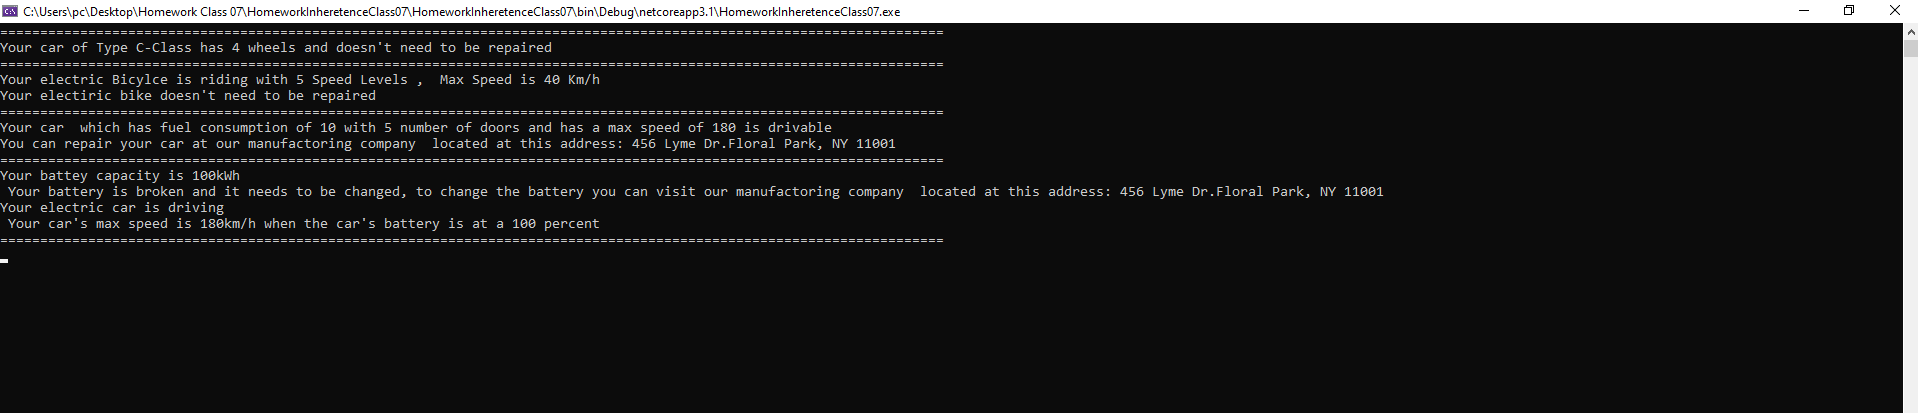 C:\Users\pc\Desktop\Homework Class 07\HomeworkInheretenceClass07\HomeworkInheretenceClass07\bin\Debug\netcoreapp3.1\HomeworkInheretenceClass07.exe
======================================================================================================================
Your car of Type C-Class has 4 wheels and doesn't need to be repaired
======================================================================================================================
Your electric Bicylce is riding with 5 Speed Levels ,  Max Speed is 40 Km/h
Your electiric bike doesn't need to be repaired
======================================================================================================================
Your car  which has fuel consumption of 10 with 5 number of doors and has a max speed of 180 is drivable
You can repair your car at our manufactoring company  located at this address: 456 Lyme Dr.Floral Park, NY 11001
======================================================================================================================
Your battey capacity is 100kWh
 Your battery is broken and it needs to be changed, to change the battery you can visit our manufactoring company  located at this address: 456 Lyme Dr.Floral Park, NY 11001
Your electric car is driving
 Your car's max speed is 180km/h when the car's battery is at a 100 percent
======================================================================================================================